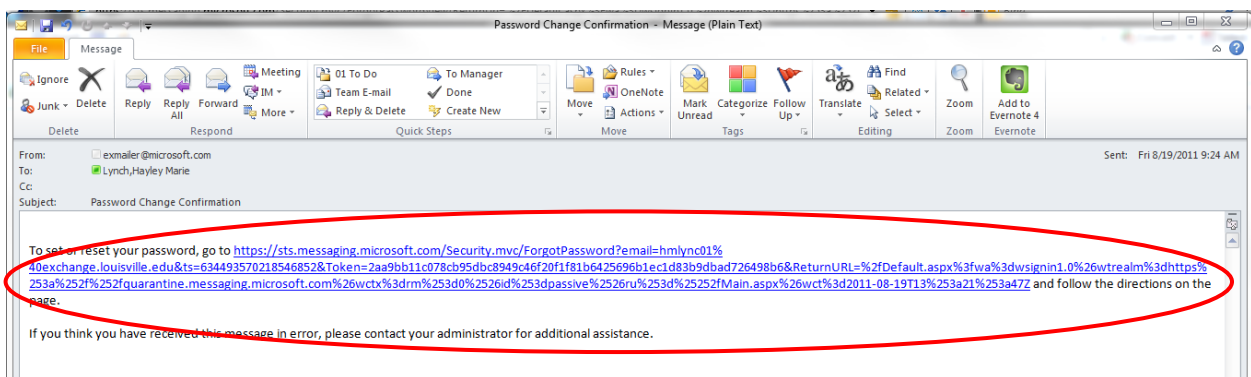 Password Change Confirmation - Message (Plain Text)
File Message
Ignore
Junk
Delete
Reply
Reply All
Forward
Meeting
IM
More
01 To Do
Team E-mail
Reply & Delete
To Manager
Done
Create New
Move
Rules
OneNote
Actions
Mark Unread
Categorize
Follow Up
Translate
Find
Related
Select
Zoom
Add to Evernote 4
Delete Respond Quick Steps Move Tags Editing Zoom Evernote
From: exmailer@microsoft.com Sent: Fri 8/19/2011 9:24 AM
To: Lynch,Hayley Marie
Cc:
Subject: Password Change Confirmation
To set or reset your password, go to https://sts.messaging.microsoft.com/Security.mvc/ForgotPassword?email=hmlync01%
40exchange.louisville.edu&ts=634493570218546852&Token=2aa9bb11c078cb95dbc8949c46f20f1f81b6425696b1ec1d83b9dbad726498b6&ReturnURL=%2fDefault.aspx%3fwa%3dwsignin1.0%26wtrealm%3dhttps%
253a%252f%252fquarantine.messaging.microsoft.com%26wctx%3drm%253d0%2526id%253dpassive%2526ru%253d%25252fMain.aspx%26wct%3d2011-08-19T13%253a21%253a47Z and follow the directions on the
page.
If you think you have received this message in error, please contact your administrator for additional assistance.